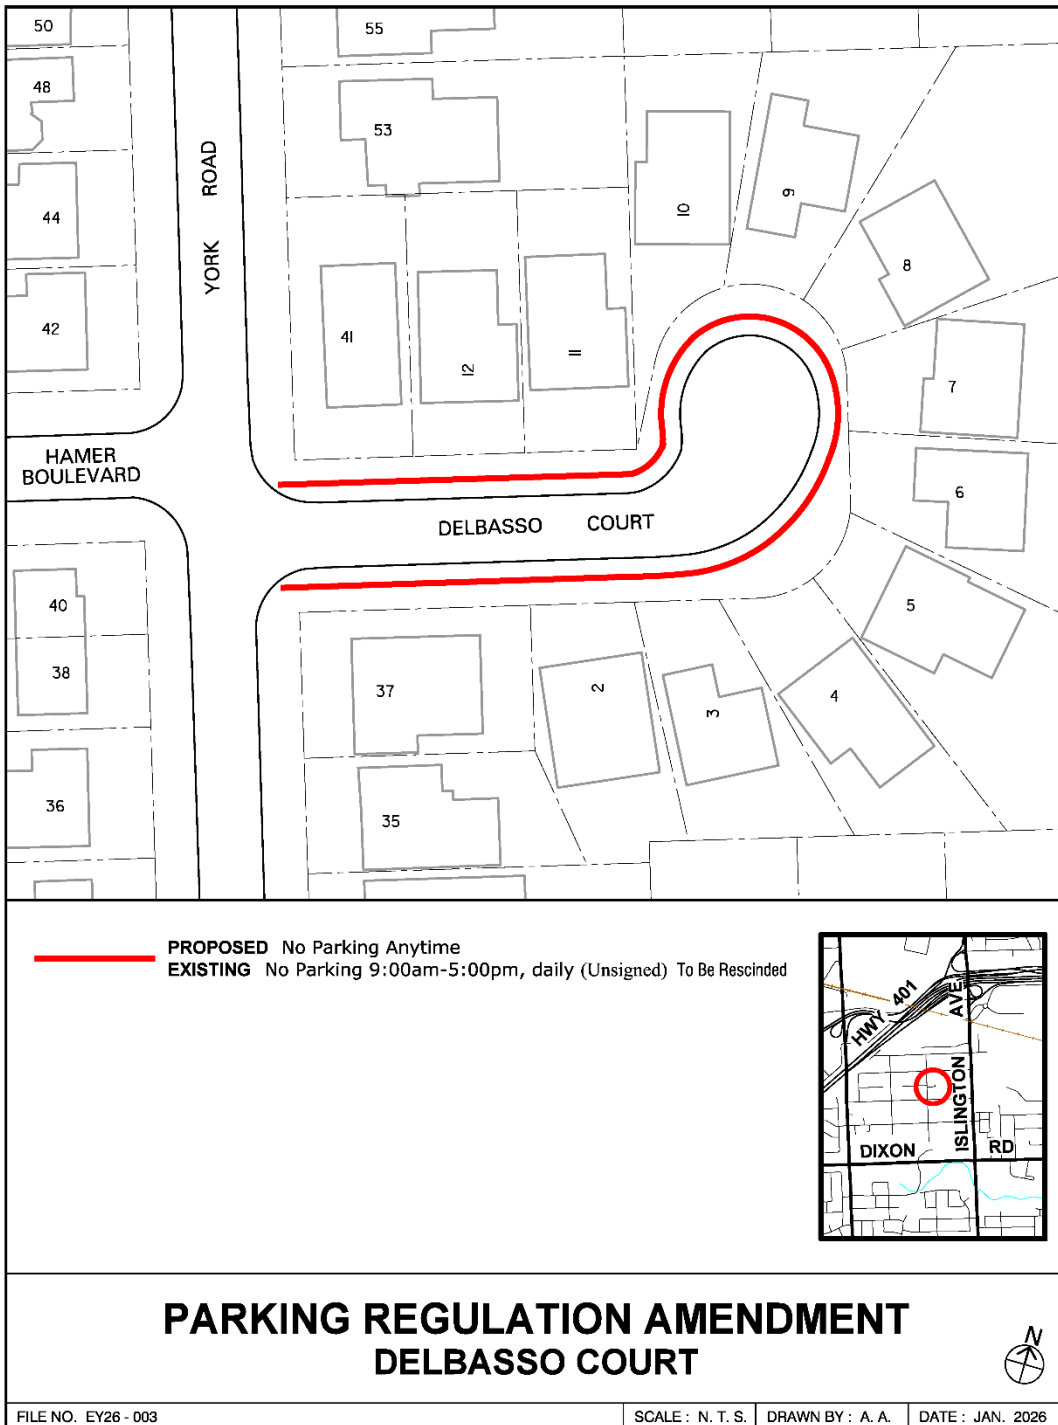 50
55
48
53
YORK ROAD
44
10
9
8
42
41
12
11
7
HAMER
BOULEVARD
6
DELBASSO COURT
40
5
38
37
2
3
4
36
35
PROPOSED No Parking Anytime
EXISTING No Parking 9:00am-5:00pm, daily (Unsigned) To Be Rescinded
HWY 401
ISLINGTON AVE
DIXON RD
PARKING REGULATION AMENDMENT
DELBASSO COURT
N
FILE NO. EY26 - 003
SCALE : N. T. S.
DRAWN BY : A. A.
DATE : JAN. 2026